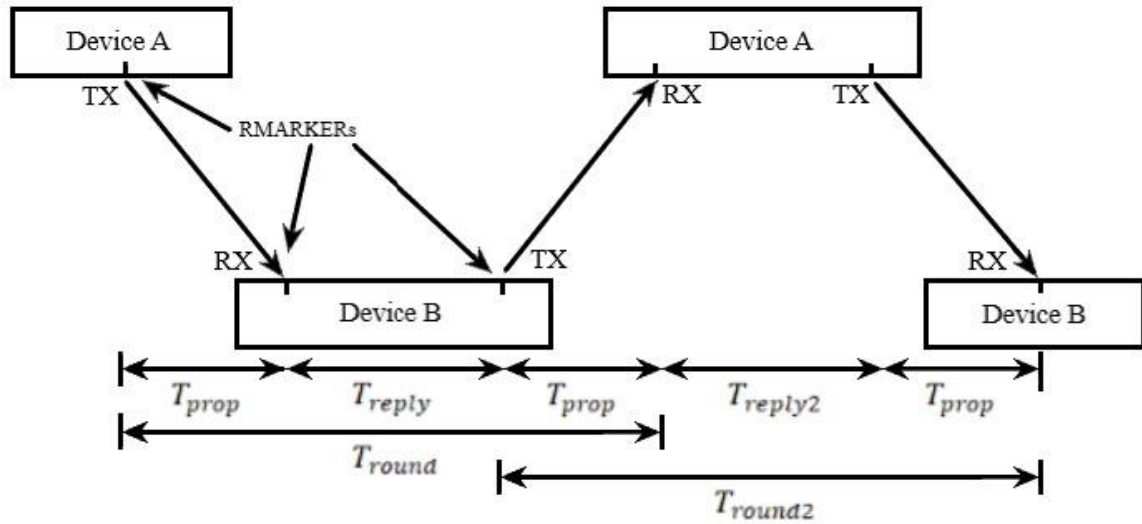 Device A
Device A
TX
RX
TX
RMARKERs
RX
TX
RX
Device B
Device B
T_prop
T_reply
T_prop
T_reply2
T_prop
T_round
T_round2